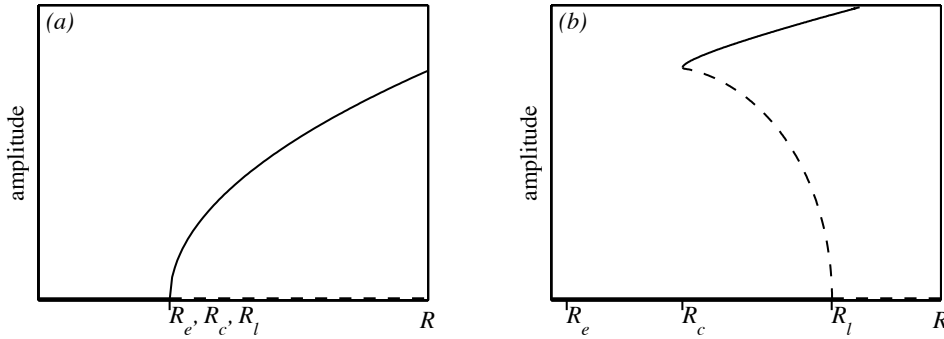 (a)
amplitude
R_e, R_c, R_l
R
(b)
amplitude
R_e
R_c
R_l
R